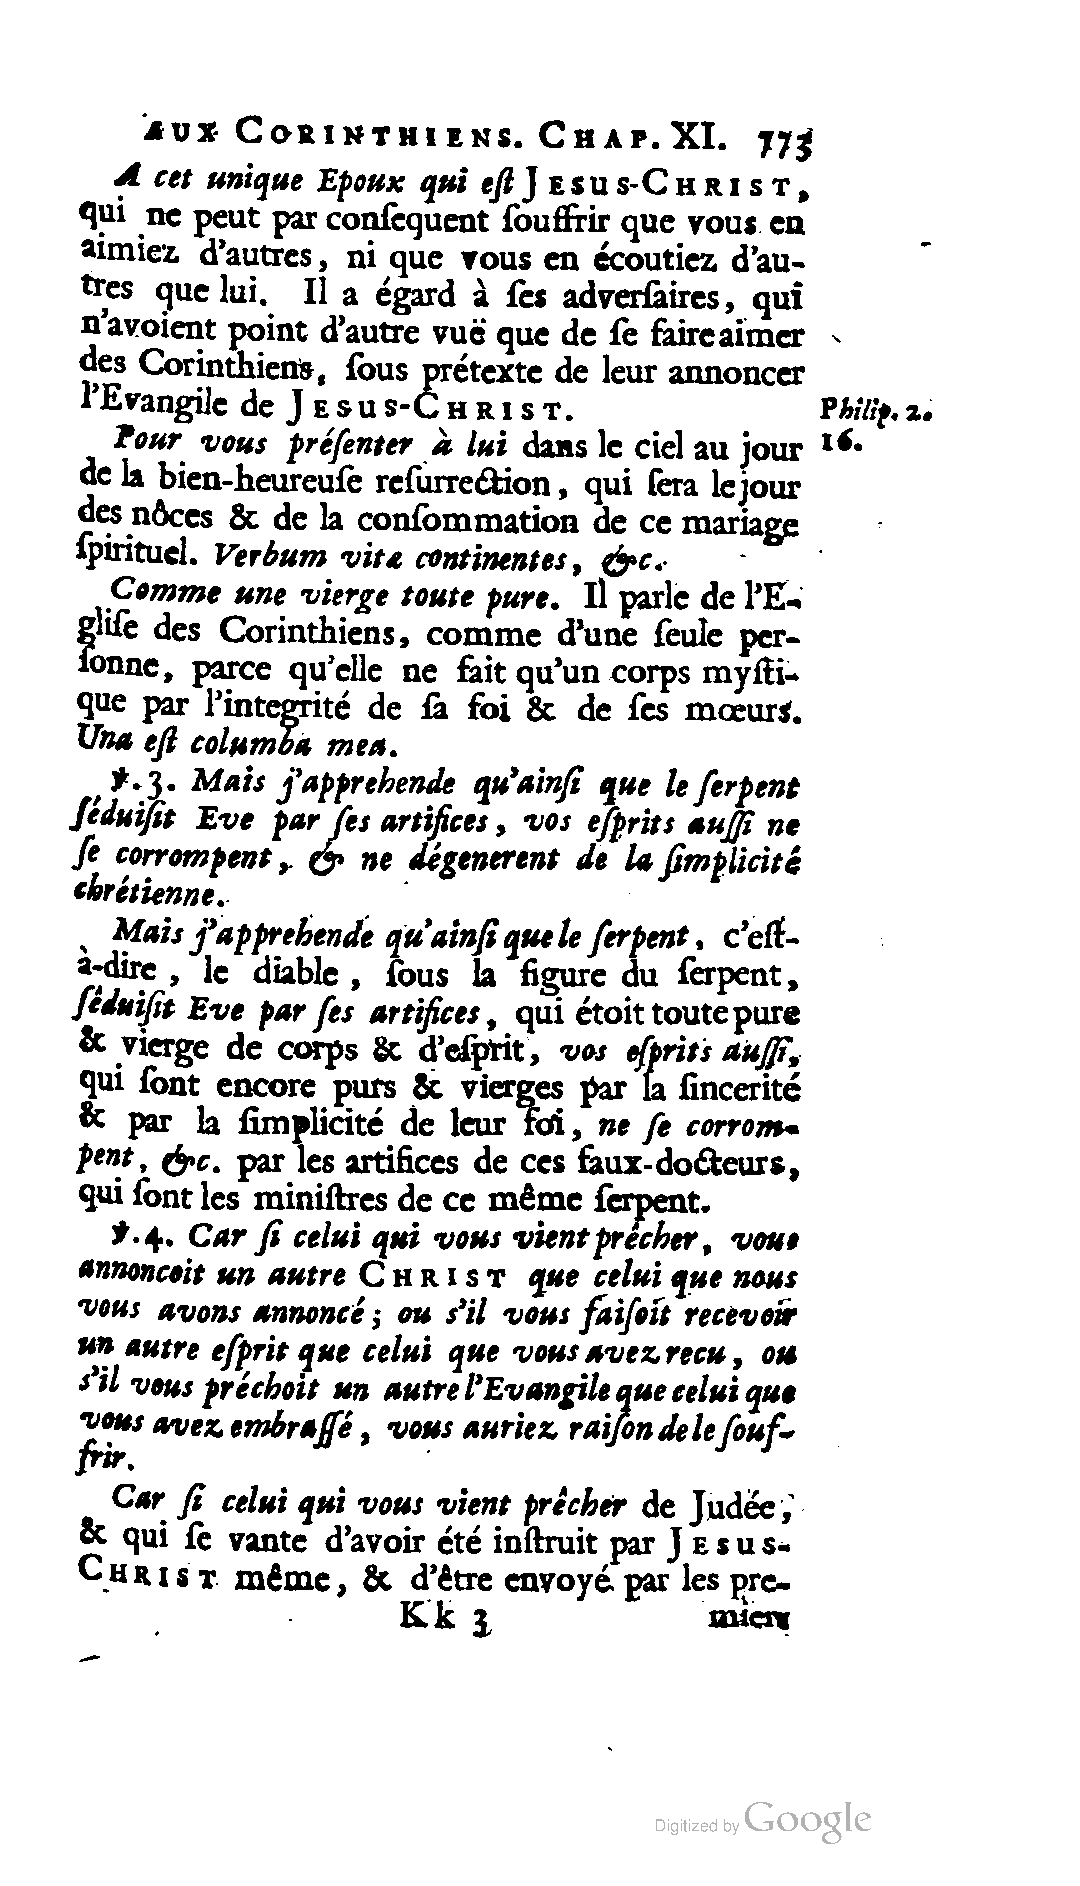 AUX CORINTHIENS. CHAP. XI. 773
A cet unique Epoux qui eſt JESUS-CHRIST,
qui ne peut par conſequent ſouffrir que vous en
aimiez d'autres, ni que vous en écoutiez d'au-
tres que lui. Il a égard à ſes adverſaires, qui
n'avoient point d'autre vuë que de ſe faire aimer
des Corinthiens, ſous prétexte de leur annoncer
l'Evangile de JESUS-CHRIST.
Philip. 2.
16.
Pour vous préſenter à lui dans le ciel au jour
de la bien-heureuſe reſurrection, qui ſera le jour
des nôces & de la conſommation de ce mariage
ſpirituel. Verbum vitæ continentes, &c.
Comme une vierge toute pure. Il parle de l'E-
gliſe des Corinthiens, comme d'une ſeule per-
ſonne, parce qu'elle ne fait qu'un corps myſti-
que par l'integrité de ſa foi & de ſes mœurs.
Una eſt columba mea.
℣. 3. Mais j'apprehende qu'ainſi que le ſerpent
ſéduiſit Eve par ſes artifices, vos eſprits auſſi ne
ſe corrompent, & ne dégenerent de la ſimplicité
chrétienne.
Mais j'apprehende qu'ainſi que le ſerpent, c'eſt-
à-dire, le diable, ſous la figure du ſerpent,
ſéduiſit Eve par ſes artifices, qui étoit toute pure
& vierge de corps & d'eſprit, vos eſprits auſſi,
qui ſont encore purs & vierges par la ſincerité
& par la ſimplicité de leur foi, ne ſe corrom-
pent, &c. par les artifices de ces faux-docteurs,
qui ſont les miniſtres de ce même ſerpent.
℣. 4. Car ſi celui qui vous vient prêcher, vous
annonceit un autre CHRIST que celui que nous
vous avons annoncé; ou s'il vous faiſoit recevoir
un autre eſprit que celui que vous avez recu, ou
s'il vous préchoit un autre l'Evangile que celui que
vous avez embraſſé, vous auriez raiſon de le ſouf-
frir.
Car ſi celui qui vous vient prêcher de Judée,
& qui ſe vante d'avoir été inſtruit par JESUS-
CHRIST même, & d'être envoyé par les pre-
Kk 3 miers
Digitized by Google